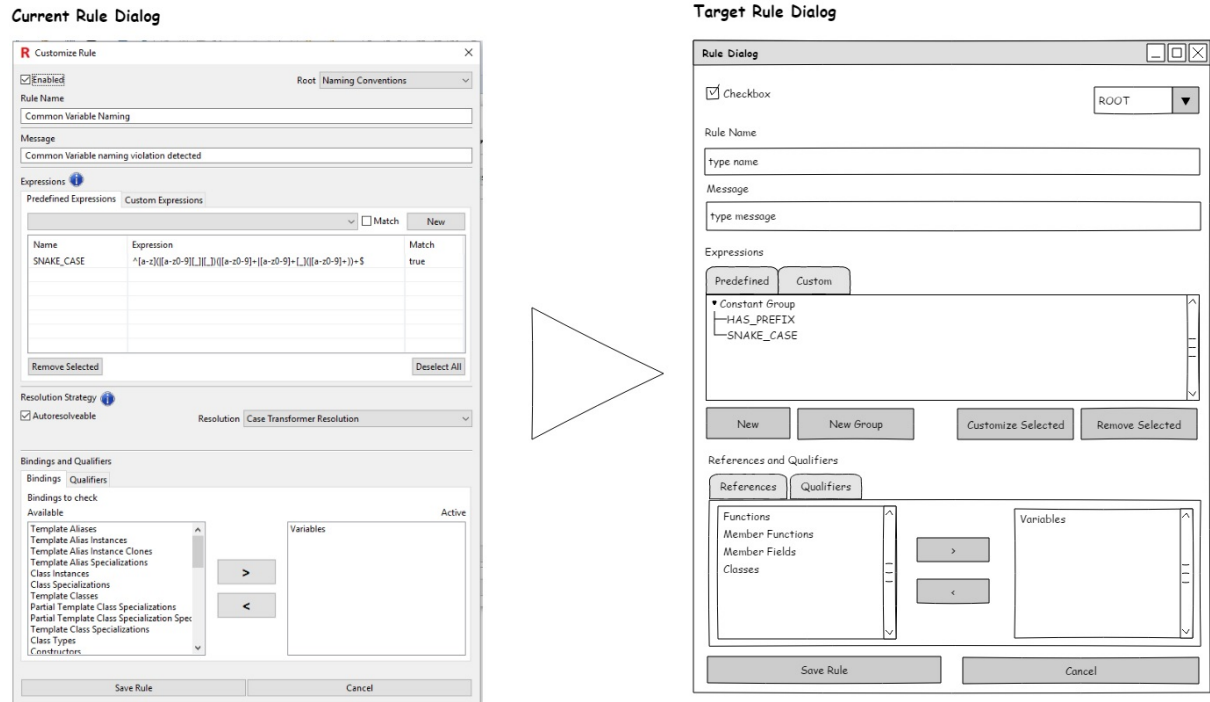 Current Rule Dialog
R Customize Rule
Enabled
Root Naming Conventions
Rule Name
Common Variable Naming
Message
Common Variable naming violation detected
Expressions
Predefined Expressions Custom Expressions
Match New
Name Expression Match
SNAKE_CASE true
Remove Selected Deselect All
Resolution Strategy
Autoresolveable Resolution Case Transformer Resolution
Bindings and Qualifiers
Bindings Qualifiers
Bindings to check
Available Active
Template Aliases
Template Alias Instances
Template Alias Instance Clones
Template Alias Specializations
Class Instances
Class Specializations
Template Classes
Partial Template Class Specializations
Partial Template Class Specialization Spec
Template Class Specializations
Class Types
Constructors
>
<
Variables
Save Rule Cancel
Target Rule Dialog
Rule Dialog
Checkbox
ROOT
Rule Name
type name
Message
type message
Expressions
Predefined Custom
Constant Group
HAS_PREFIX
SNAKE_CASE
New New Group Customize Selected Remove Selected
References and Qualifiers
References Qualifiers
Functions
Member Functions
Member Fields
Classes
>
<
Variables
Save Rule Cancel